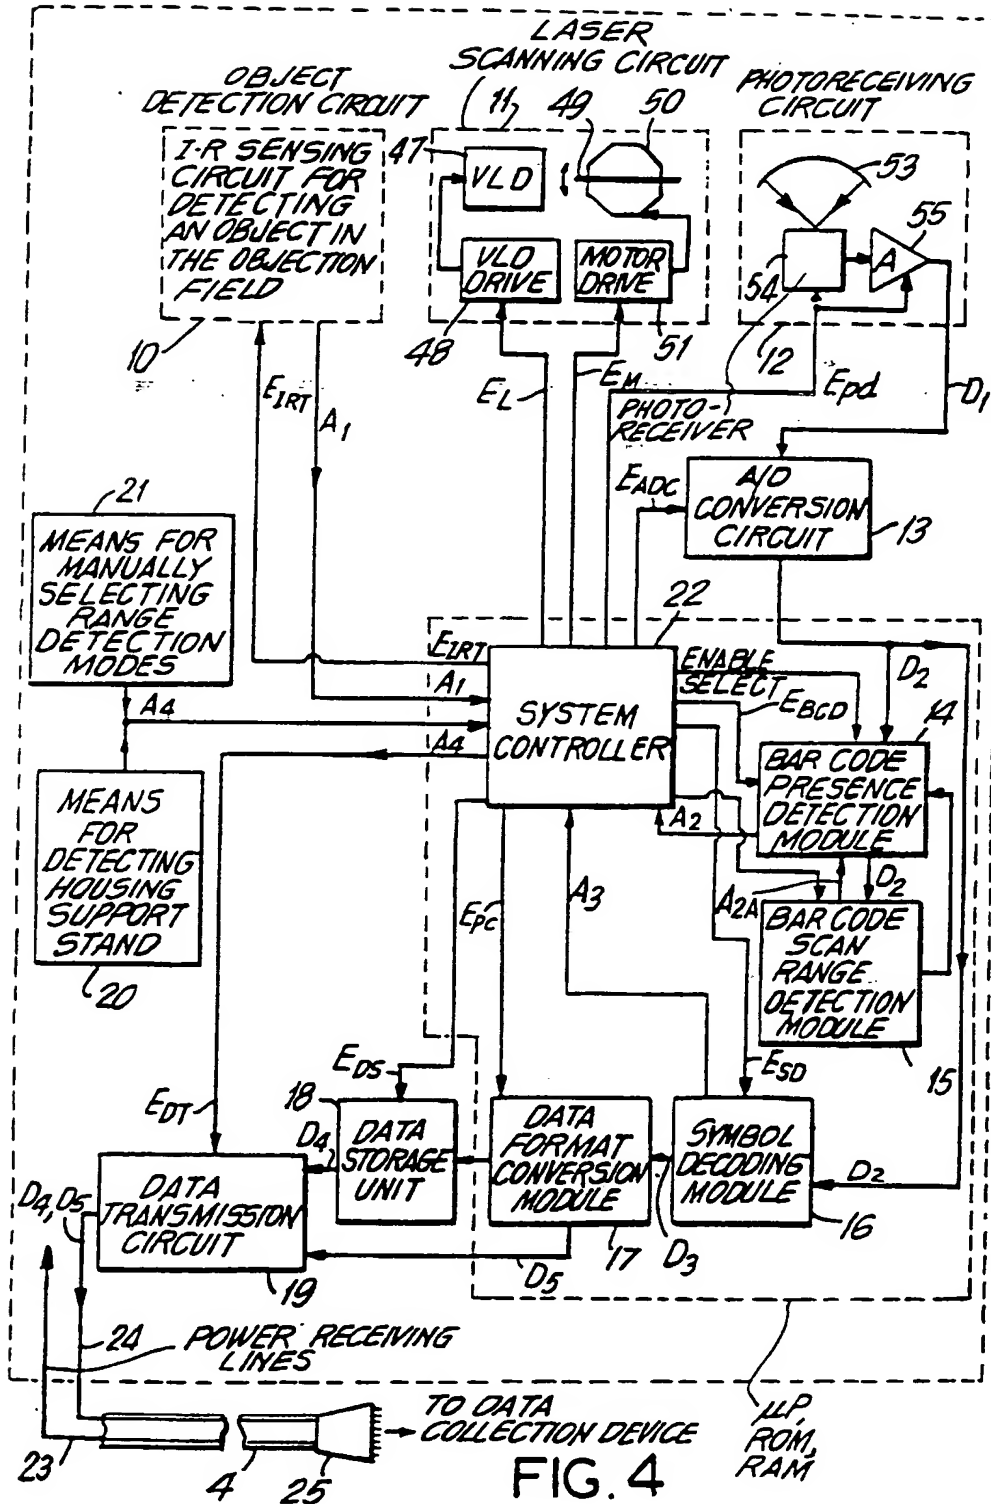 LASER
SCANNING CIRCUIT
OBJECT
DETECTION CIRCUIT
PHOTORECEIVING
CIRCUIT
11
49
50
47
I-R SENSING
CIRCUIT FOR
DETECTING
AN OBJECT IN
THE OBJECTION
FIELD
VLD
VLD
DRIVE
MOTOR
DRIVE
53
55
54
A
10
48
51
12
EIRT
A1
EL
EM
Epd
D1
PHOTO-
RECEIVER
EADC
A/D
CONVERSION
CIRCUIT
13
21
MEANS FOR
MANUALLY
SELECTING
RANGE
DETECTION
MODES
22
EIRT
A1
A4
A4
SYSTEM
CONTROLLER
ENABLE
SELECT
EBCD
D2
14
BAR CODE
PRESENCE
DETECTION
MODULE
A2
A2A
D2
MEANS
FOR
DETECTING
HOUSING
SUPPORT
STAND
20
EPC
A3
BAR CODE
SCAN
RANGE
DETECTION
MODULE
15
EDS
ESD
EDT
18
D4
DATA
STORAGE
UNIT
DATA
FORMAT
CONVERSION
MODULE
SYMBOL
DECODING
MODULE
D2
16
D4, D5
DATA
TRANSMISSION
CIRCUIT
19
D5
17
D3
24
POWER RECEIVING
LINES
23
4
25
TO DATA
COLLECTION DEVICE
µP,
ROM,
RAM
FIG. 4